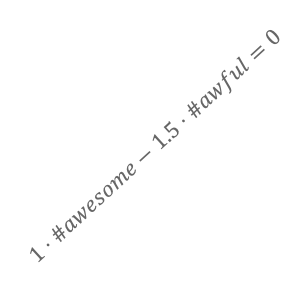 1 · #awesome − 1.5 · #awful = 0